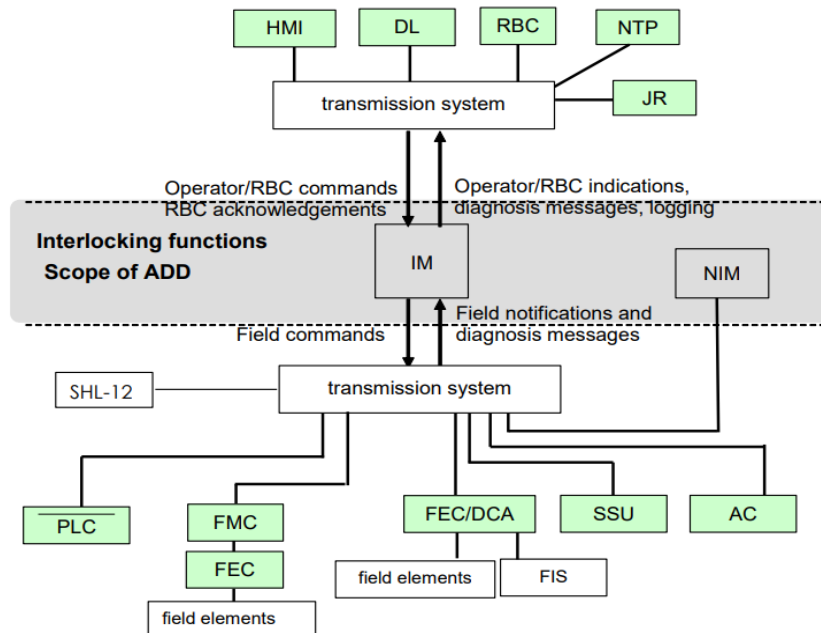 HMI
DL
RBC
NTP
transmission system
JR
Operator/RBC commands
RBC acknowledgements
Operator/RBC indications,
diagnosis messages, logging
Interlocking functions
Scope of ADD
IM
NIM
Field commands
Field notifications and
diagnosis messages
transmission system
SHL-12
PLC
FMC
FEC/DCA
SSU
AC
FEC
field elements
FIS
field elements